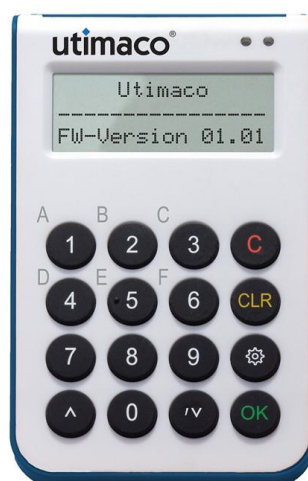 utimaco®
Utimaco
----------------
FW-Version 01.01
A B C
1 2 3 C
D E F
4 5 6 CLR
7 8 9
^ 0 '∨ OK